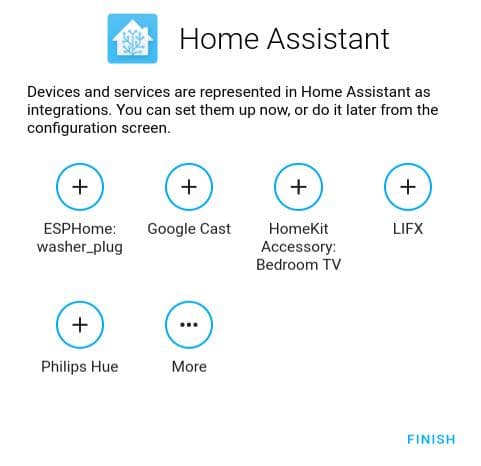 Home Assistant
Devices and services are represented in Home Assistant as
integrations. You can set them up now, or do it later from the
configuration screen.
ESPHome:
washer_plug
Google Cast
HomeKit
Accessory:
Bedroom TV
LIFX
Philips Hue
More
FINISH